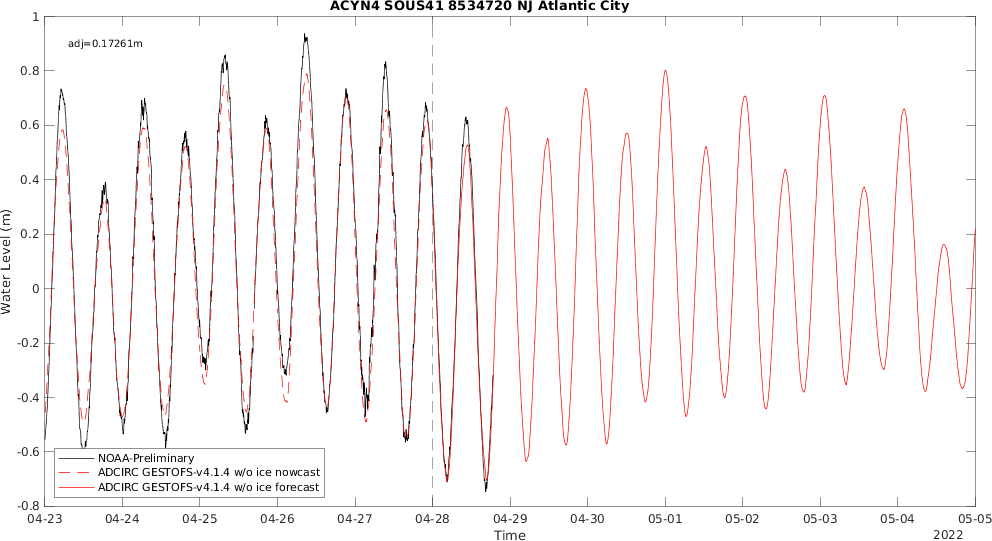 ACYN4 SOUS41 8534720 NJ Atlantic City
adj=0.17261m
1
0.8
0.6
0.4
0.2
0
-0.2
-0.4
-0.6
-0.8
Water Level (m)
NOAA-Preliminary
ADCIRC GESTOFS-v4.1.4 w/o ice nowcast
ADCIRC GESTOFS-v4.1.4 w/o ice forecast
04-23 04-24 04-25 04-26 04-27 04-28 04-29 04-30 05-01 05-02 05-03 05-04 05-05
Time
2022